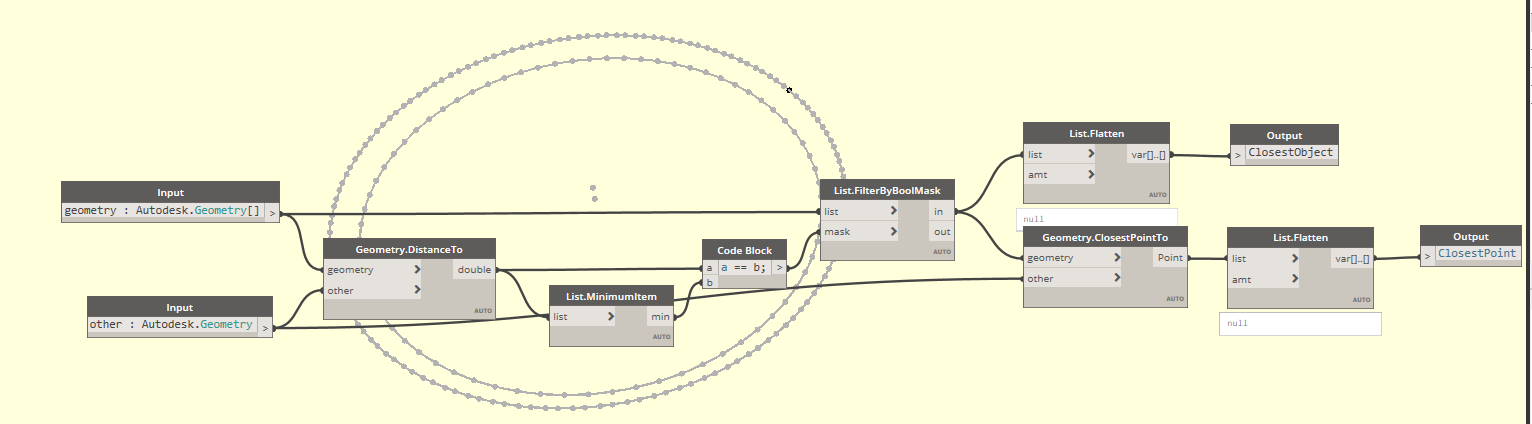 Input
geometry : Autodesk.Geometry[] >
Input
other : Autodesk.Geometry >
Geometry.DistanceTo
geometry > double
other >
AUTO
List.MinimumItem
list > min
AUTO
Code Block
a a == b; >
b
List.FilterByBoolMask
list > in
mask > out
AUTO
List.Flatten
list > var[]..[]
amt >
AUTO
null
Output
> ClosestObject
Geometry.ClosestPointTo
geometry > Point
other >
AUTO
List.Flatten
list > var[]..[]
amt >
AUTO
null
Output
> ClosestPoint